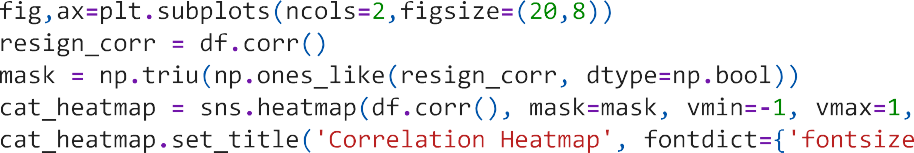 fig,ax=plt.subplots(ncols=2,figsize=(20,8))
resign_corr = df.corr()
mask = np.triu(np.ones_like(resign_corr, dtype=np.bool))
cat_heatmap = sns.heatmap(df.corr(), mask=mask, vmin=-1, vmax=1,
cat_heatmap.set_title('Correlation Heatmap', fontdict={'fontsize